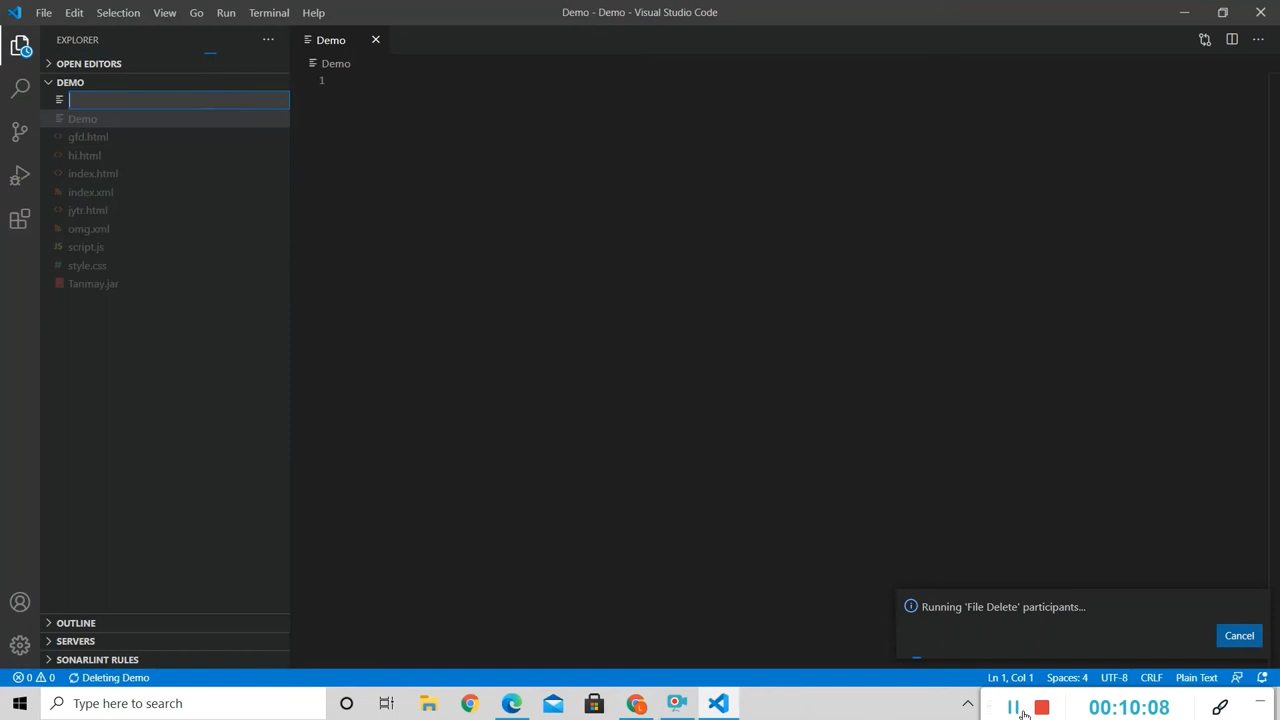 File Edit Selection View Go Run Terminal Help
Demo - Demo - Visual Studio Code
EXPLORER
Demo
OPEN EDITORS
Demo
DEMO
1
Demo
gfd.html
hi.html
index.html
index.xml
jytr.html
omg.xml
JS script.js
# style.css
Tanmay.jar
Running 'File Delete' participants...
Cancel
OUTLINE
SERVERS
SONARLINT RULES
0 0 Deleting Demo
Ln 1, Col 1 Spaces: 4 UTF-8 CRLF Plain Text
Type here to search
00:10:08